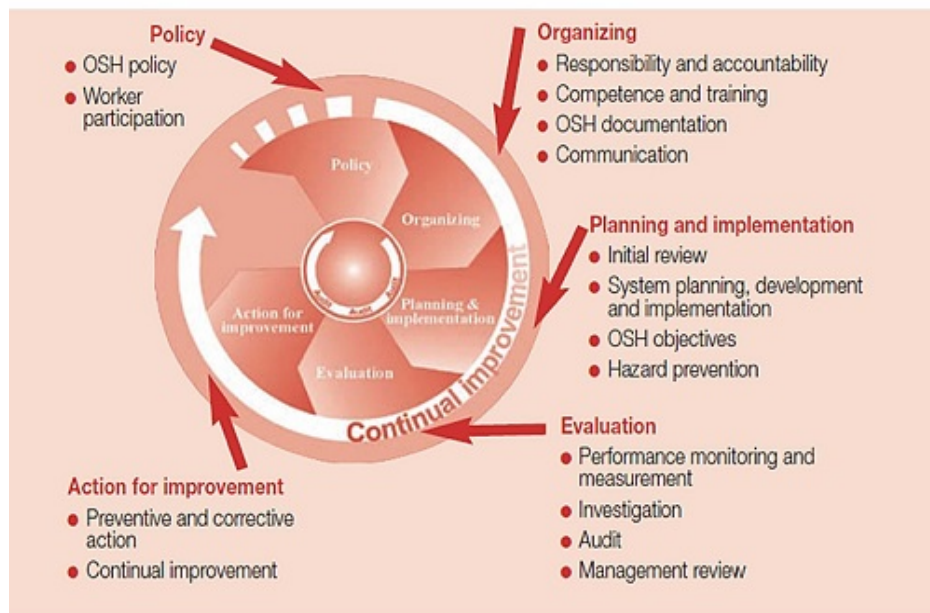 Policy
• OSH policy
• Worker
participation
Organizing
• Responsibility and accountability
• Competence and training
• OSH documentation
• Communication
Policy
Organizing
Planning &
implementation
Evaluation
Action for
improvement
Audit
Audit
Audit
Continual improvement
Planning and implementation
• Initial review
• System planning, development
and implementation
• OSH objectives
• Hazard prevention
Evaluation
• Performance monitoring and
measurement
• Investigation
• Audit
• Management review
Action for improvement
• Preventive and corrective
action
• Continual improvement